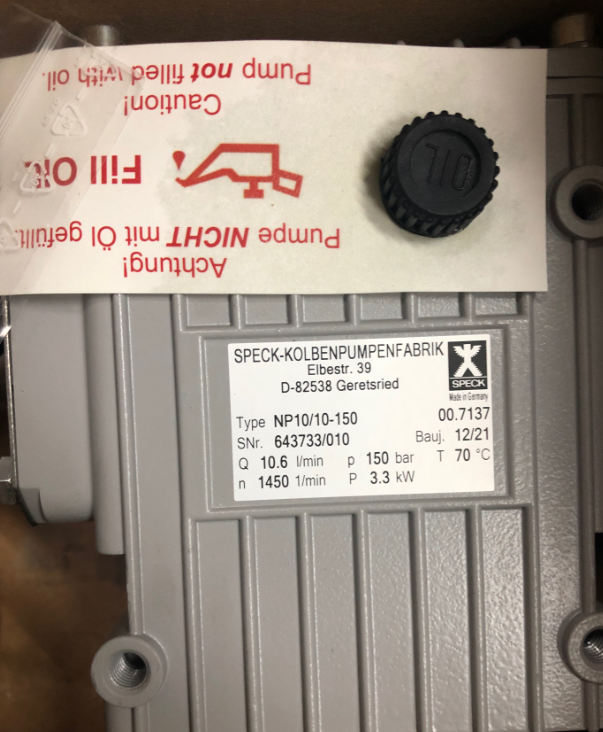 Achtung!
Pumpe NICHT mit Öl gefüllt.
Fill Oil
Caution!
Pump not filled with oil.
OIL
SPECK-KOLBENPUMPENFABRIK
Elbestr. 39
D-82538 Geretsried
SPECK
Made in Germany
Type NP10/10-150 00.7137
SNr. 643733/010 Bauj. 12/21
Q 10.6 l/min p 150 bar T 70 °C
n 1450 1/min P 3.3 kW